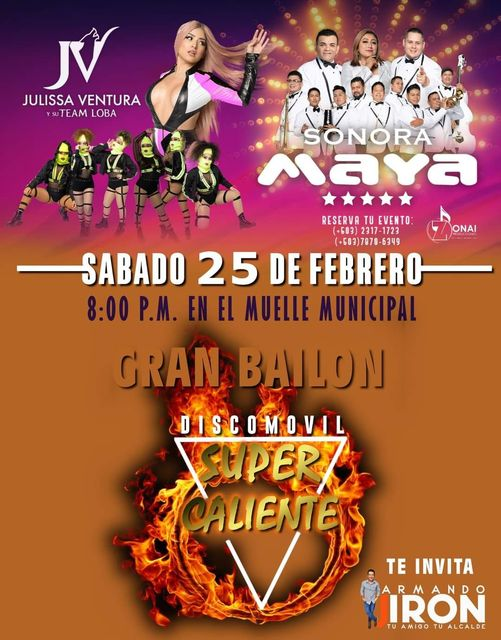 JV
JULISSA VENTURA
Y SU TEAM LOBA
SONORA
MAYA
RESERVA TU EVENTO:
(+503) 2317-1723
(+503)7070-6349
ZONAI
SABADO 25 DE FEBRERO
8:00 P.M. EN EL MUELLE MUNICIPAL
GRAN BAILON
DISCOMOVIL
SUPER
CALIENTE
TE INVITA
ARMANDO
IRON
TU AMIGO TU ALCALDE